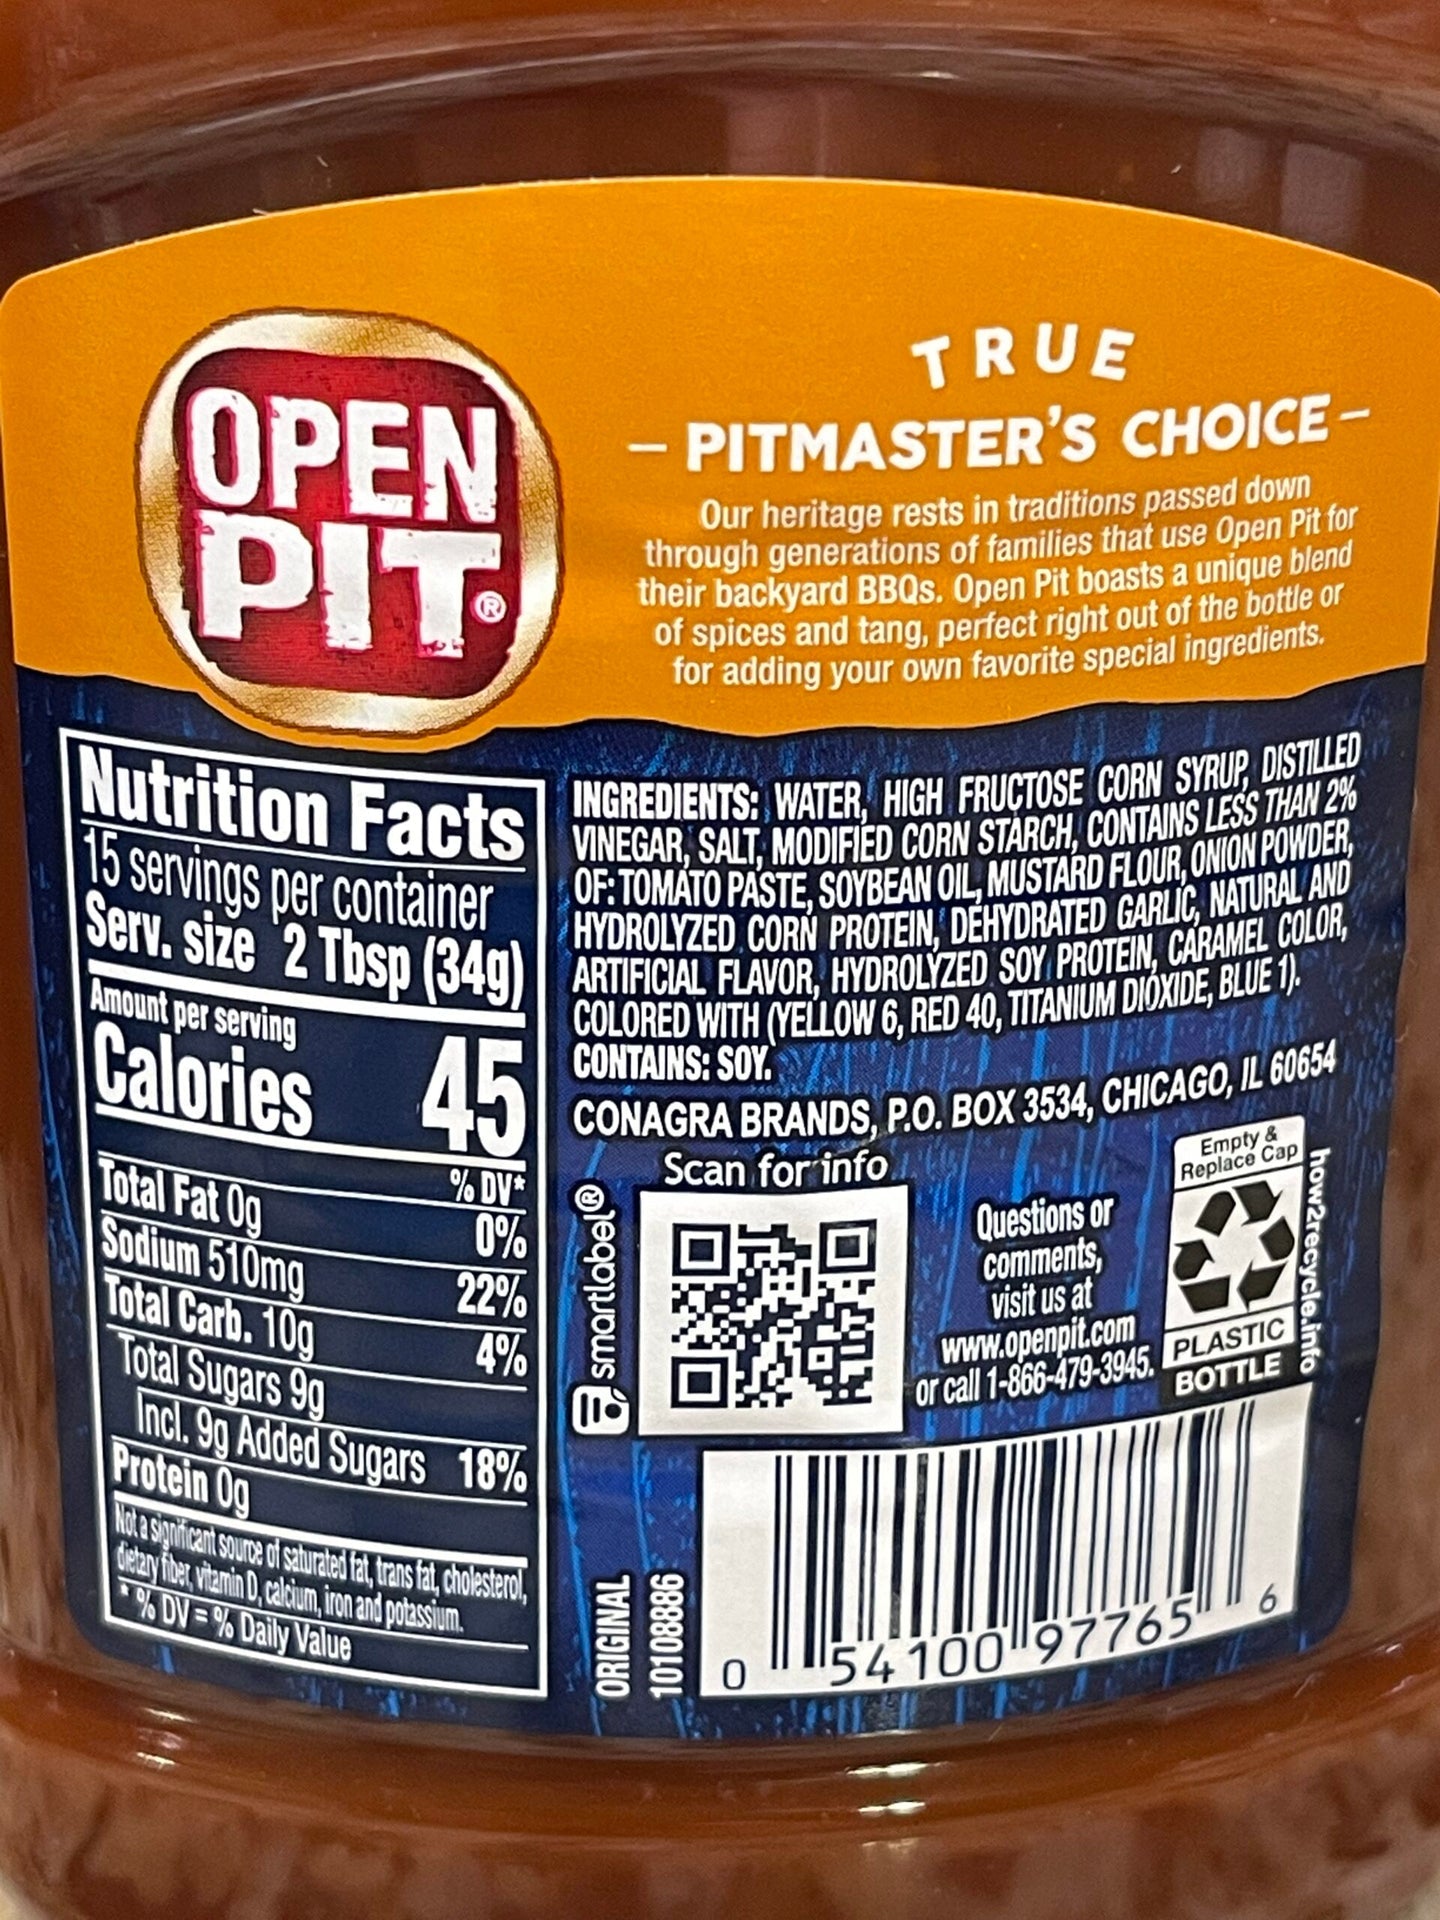 OPEN
PIT®
TRUE
– PITMASTER'S CHOICE –
Our heritage rests in traditions passed down
through generations of families that use Open Pit for
their backyard BBQs. Open Pit boasts a unique blend
of spices and tang, perfect right out of the bottle or
for adding your own favorite special ingredients.
Nutrition Facts
15 servings per container
Serv. size 2 Tbsp (34g)
Amount per serving
Calories 45
% DV*
Total Fat 0g 0%
Sodium 510mg 22%
Total Carb. 10g 4%
Total Sugars 9g
Incl. 9g Added Sugars 18%
Protein 0g
Not a significant source of saturated fat, trans fat, cholesterol,
dietary fiber, vitamin D, calcium, iron and potassium.
* % DV = % Daily Value
INGREDIENTS: WATER, HIGH FRUCTOSE CORN SYRUP, DISTILLED
VINEGAR, SALT, MODIFIED CORN STARCH, CONTAINS LESS THAN 2%
OF: TOMATO PASTE, SOYBEAN OIL, MUSTARD FLOUR, ONION POWDER,
HYDROLYZED CORN PROTEIN, DEHYDRATED GARLIC, NATURAL AND
ARTIFICIAL FLAVOR, HYDROLYZED SOY PROTEIN, CARAMEL COLOR,
COLORED WITH (YELLOW 6, RED 40, TITANIUM DIOXIDE, BLUE 1).
CONTAINS: SOY.
CONAGRA BRANDS, P.O. BOX 3534, CHICAGO, IL 60654
Scan for info
smartlabel®
Questions or
comments,
visit us at
www.openpit.com
or call 1-866-479-3945.
Empty &
Replace Cap
PLASTIC
BOTTLE
how2recycle.info
ORIGINAL
10108886
0 54100 97765 6